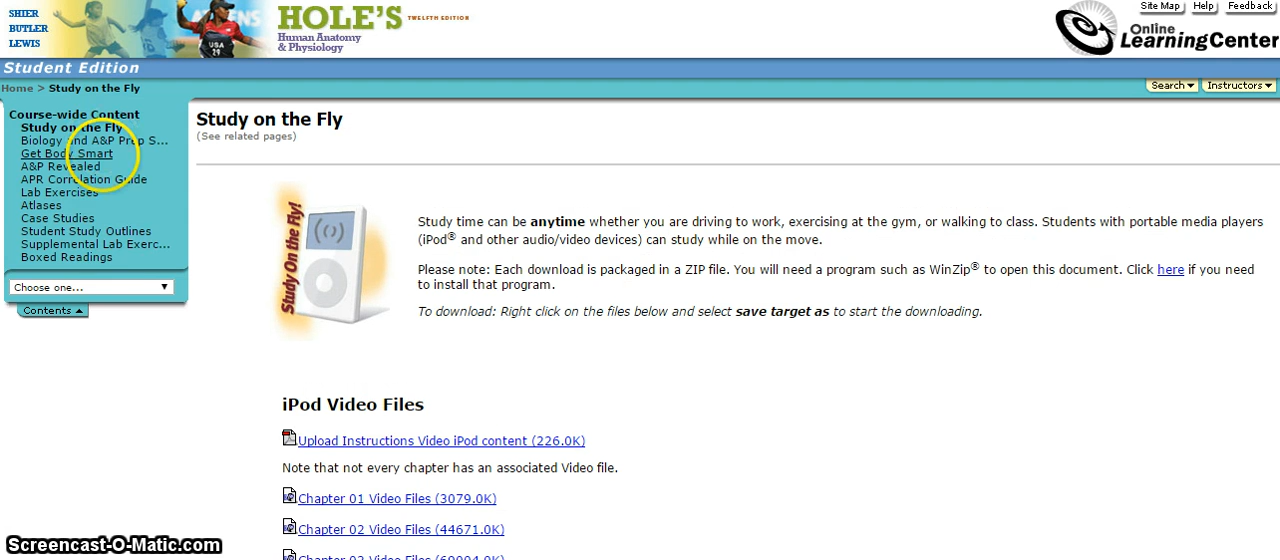 SHIER
BUTLER
LEWIS
USA
29
HOLE'S TWELFTH EDITION
Human Anatomy
& Physiology
Site Map Help Feedback
Online
LearningCenter
Student Edition
Home > Study on the Fly
Search Instructors
Course-wide Content
Study on the Fly
Biology and A&P Prep S...
Get Body Smart
A&P Revealed
APR Correlation Guide
Lab Exercises
Atlases
Case Studies
Student Study Outlines
Supplemental Lab Exerc...
Boxed Readings
Choose one...
Contents
Study on the Fly
(See related pages)
Study On the Fly!
Study time can be anytime whether you are driving to work, exercising at the gym, or walking to class. Students with portable media players
(iPod® and other audio/video devices) can study while on the move.
Please note: Each download is packaged in a ZIP file. You will need a program such as WinZip® to open this document. Click here if you need
to install that program.
To download: Right click on the files below and select save target as to start the downloading.
iPod Video Files
Upload Instructions Video iPod content (226.0K)
Note that not every chapter has an associated Video file.
Chapter 01 Video Files (3079.0K)
Chapter 02 Video Files (44671.0K)
Screencast-O-Matic.com